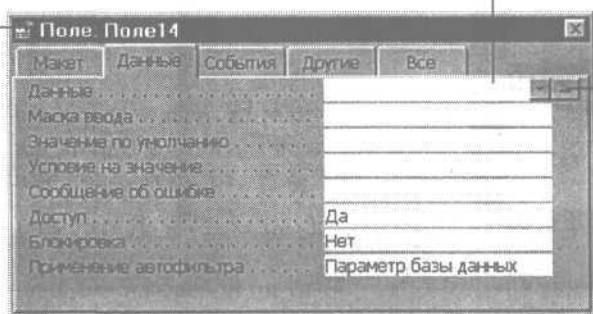 Поле. Поле14
Макет Данные События Другие Все
Данные
Маска ввода
Значение по умолчанию
Условие на значение
Сообщение об ошибке
Доступ Да
Блокировка Нет
Применение автофильтра Параметр базы данных